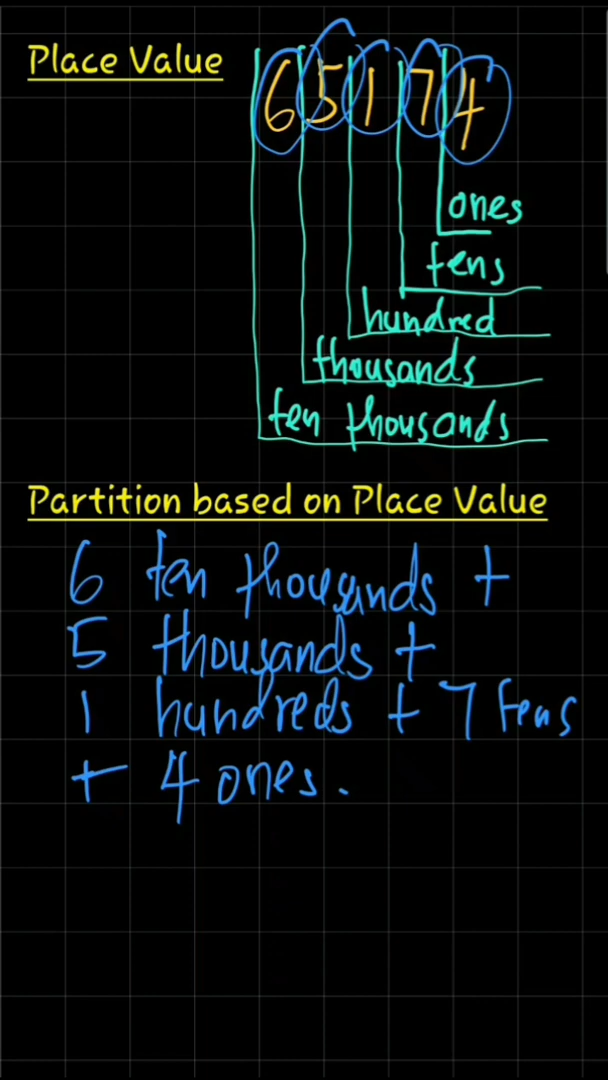 Place Value
65174
ones
tens
hundred
thousands
ten thousands
Partition based on Place Value
6 ten thousands +
5 thousands +
1 hundreds + 7 tens
+ 4 ones.